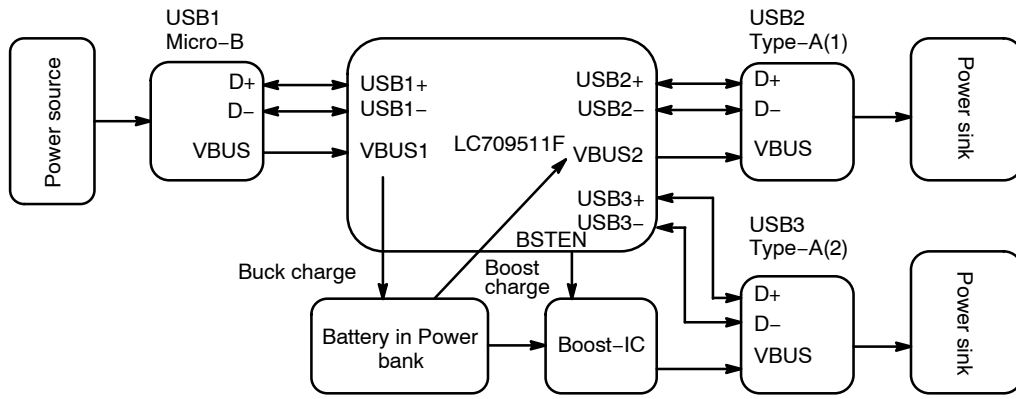 USB1
Micro−B
USB2
Type−A(1)
Power source
D+
D−
VBUS
USB1+
USB1−
VBUS1
LC709511F
USB2+
USB2−
VBUS2
USB3+
USB3−
BSTEN
D+
D−
VBUS
Power sink
USB3
Type−A(2)
Buck charge
Boost
charge
Battery in Power
bank
Boost−IC
D+
D−
VBUS
Power sink